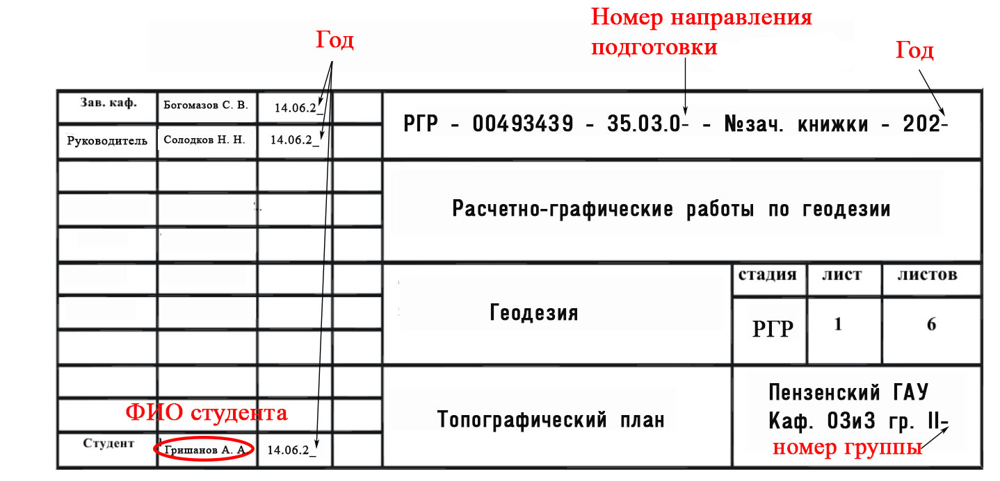 Номер направления
подготовки
Год
Год
Зав. каф.
Богомазов С. В.
14.06.2_
РГР - 00493439 - 35.03.0- - №зач. книжки - 202-
Руководитель
Солодков Н. Н.
14.06.2_
Расчетно-графические работы по геодезии
стадия
лист
листов
Геодезия
РГР
1
6
Пензенский ГАУ
Каф. ОЗиЗ гр. II-
номер группы
Топографический план
ФИО студента
Студент
Гришанов А. А.
14.06.2_